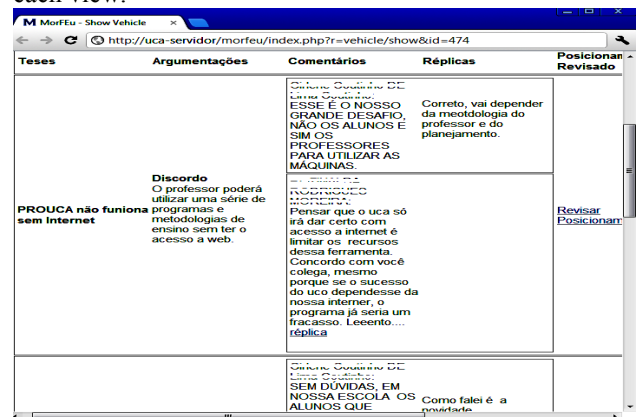 each view.
MorFEu - Show Vehicle
http://uca-servidor/morfeu/index.php?r=vehicle/show&id=474
Teses Argumentações Comentários Réplicas Posicionam
Revisado
PROUCA não funiona
sem Internet
Discordo
O professor poderá
utilizar uma série de
programas e
metodologias de
ensino sem ter o
acesso a web.
ESSE É O NOSSO
GRANDE DESAFIO,
NÃO OS ALUNOS E
SIM OS
PROFESSORES
PARA UTILIZAR AS
MÁQUINAS.
Correto, vai depender
da meotdologia do
professor e do
planejamento.
RODRIGUES
MOREIRA:
Pensar que o uca só
irá dar certo com
acesso a internet é
limitar os recursos
dessa ferramenta.
Concordo com você
colega, mesmo
porque se o sucesso
do uco dependesse da
nossa interner, o
programa já seria um
fracasso. Leeento....
réplica
Revisar
Posicionam
SEM DÚVIDAS, EM
NOSSA ESCOLA OS
ALUNOS QUE
Como falei é a
novidade